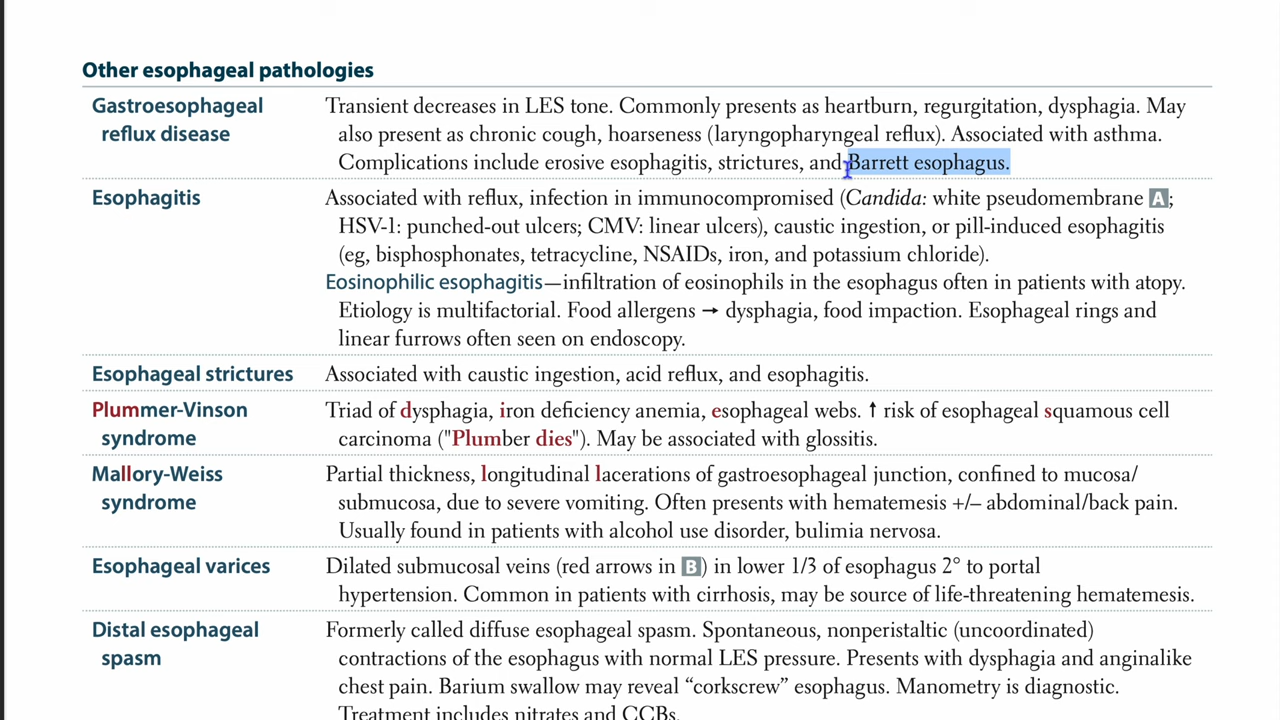 Other esophageal pathologies
Gastroesophageal reflux disease
Transient decreases in LES tone. Commonly presents as heartburn, regurgitation, dysphagia. May
also present as chronic cough, hoarseness (laryngopharyngeal reflux). Associated with asthma.
Complications include erosive esophagitis, strictures, and Barrett esophagus.
Esophagitis
Associated with reflux, infection in immunocompromised (Candida: white pseudomembrane A;
HSV-1: punched-out ulcers; CMV: linear ulcers), caustic ingestion, or pill-induced esophagitis
(eg, bisphosphonates, tetracycline, NSAIDs, iron, and potassium chloride).
Eosinophilic esophagitis—infiltration of eosinophils in the esophagus often in patients with atopy.
Etiology is multifactorial. Food allergens → dysphagia, food impaction. Esophageal rings and
linear furrows often seen on endoscopy.
Esophageal strictures
Associated with caustic ingestion, acid reflux, and esophagitis.
Plummer-Vinson
syndrome
Triad of dysphagia, iron deficiency anemia, esophageal webs. ↑ risk of esophageal squamous cell
carcinoma ("Plumber dies"). May be associated with glossitis.
Mallory-Weiss
syndrome
Partial thickness, longitudinal lacerations of gastroesophageal junction, confined to mucosa/
submucosa, due to severe vomiting. Often presents with hematemesis +/– abdominal/back pain.
Usually found in patients with alcohol use disorder, bulimia nervosa.
Esophageal varices
Dilated submucosal veins (red arrows in B) in lower 1/3 of esophagus 2° to portal
hypertension. Common in patients with cirrhosis, may be source of life-threatening hematemesis.
Distal esophageal
spasm
Formerly called diffuse esophageal spasm. Spontaneous, nonperistaltic (uncoordinated)
contractions of the esophagus with normal LES pressure. Presents with dysphagia and anginalike
chest pain. Barium swallow may reveal “corkscrew” esophagus. Manometry is diagnostic.
Treatment includes nitrates and CCBs.